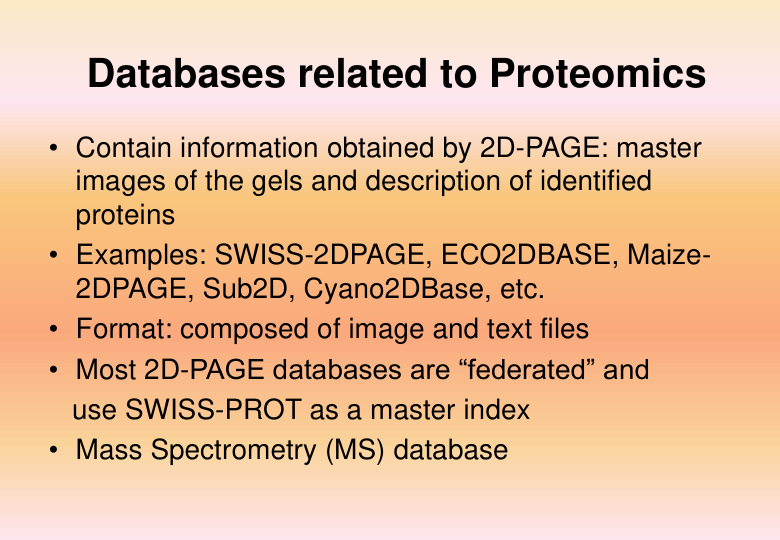 Databases related to Proteomics
• Contain information obtained by 2D-PAGE: master
images of the gels and description of identified
proteins
• Examples: SWISS-2DPAGE, ECO2DBASE, Maize-
2DPAGE, Sub2D, Cyano2DBase, etc.
• Format: composed of image and text files
• Most 2D-PAGE databases are “federated” and
use SWISS-PROT as a master index
• Mass Spectrometry (MS) database